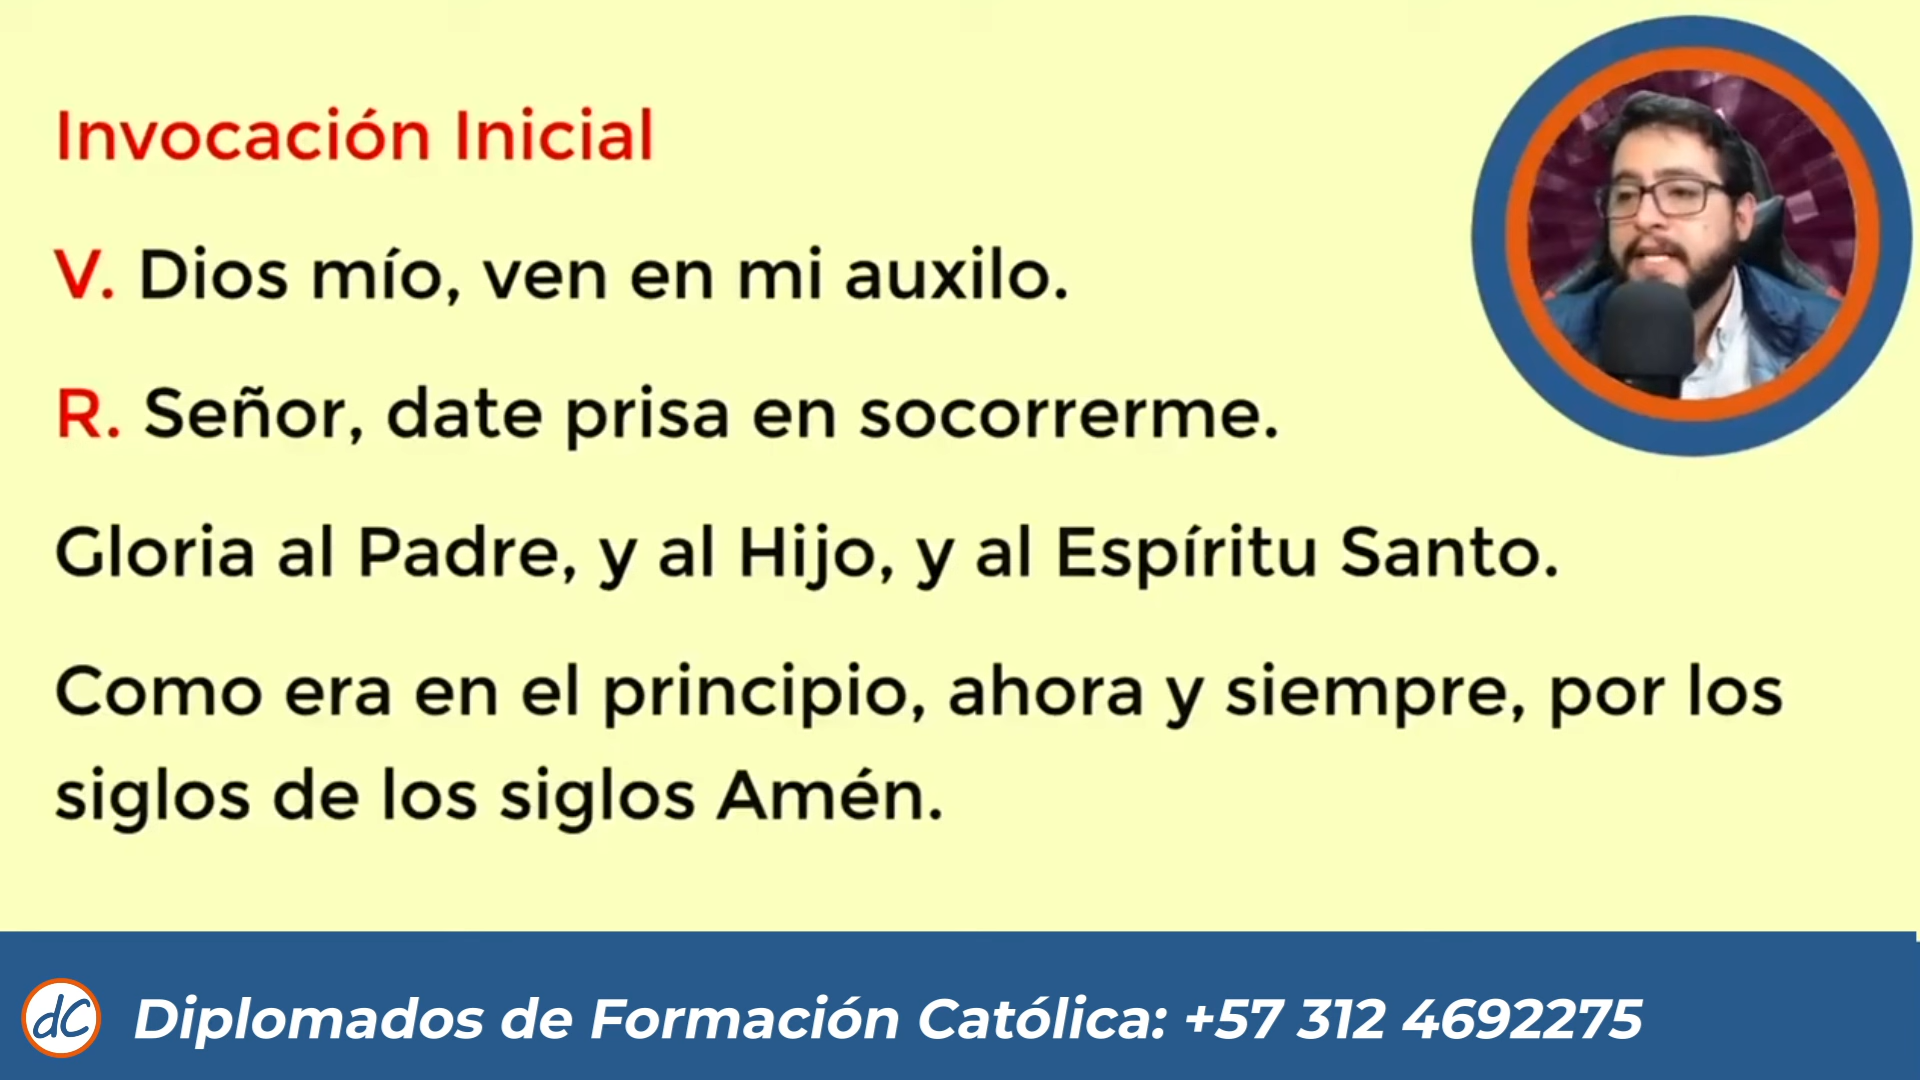 Invocación Inicial
V. Dios mío, ven en mi auxilo.
R. Señor, date prisa en socorrerme.
Gloria al Padre, y al Hijo, y al Espíritu Santo.
Como era en el principio, ahora y siempre, por los
siglos de los siglos Amén.
dC Diplomados de Formación Católica: +57 312 4692275